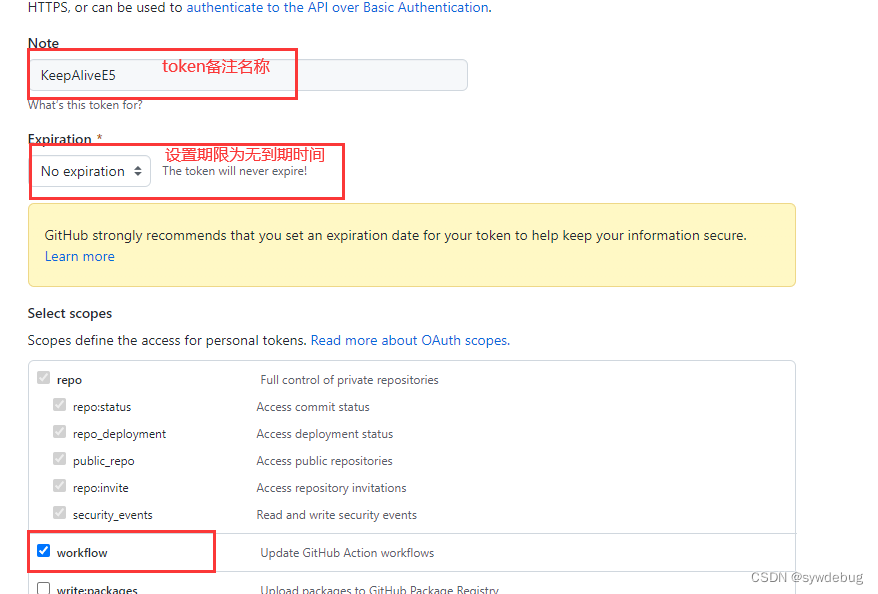 HTTPS, or can be used to authenticate to the API over Basic Authentication.
Note
KeepAliveE5
token备注名称
What's this token for?
Expiration *
设置期限为无到期时间
No expiration
The token will never expire!
GitHub strongly recommends that you set an expiration date for your token to help keep your information secure.
Learn more
Select scopes
Scopes define the access for personal tokens. Read more about OAuth scopes.
repo Full control of private repositories
repo:status Access commit status
repo_deployment Access deployment status
public_repo Access public repositories
repo:invite Access repository invitations
security_events Read and write security events
workflow Update GitHub Action workflows
write:packages Upload packages to GitHub Package Registry
CSDN @sywdebug